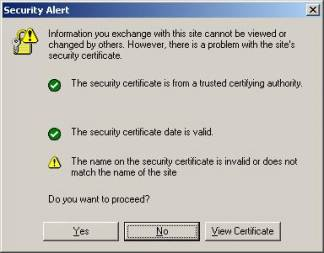 Security Alert
Information you exchange with this site cannot be viewed or
changed by others. However, there is a problem with the site's
security certificate.
The security certificate is from a trusted certifying authority.
The security certificate date is valid.
The name on the security certificate is invalid or does not
match the name of the site
Do you want to proceed?
Yes
No
View Certificate